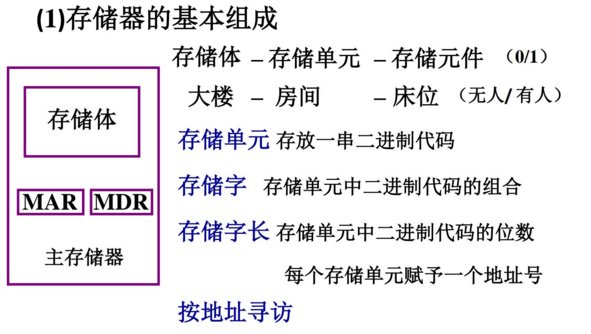 (1)存储器的基本组成
存储体 – 存储单元 – 存储元件 （0/1）
大楼 – 房间 – 床位 （无人/ 有人）
存储体
MAR MDR
主存储器
存储单元 存放一串二进制代码
存储字 存储单元中二进制代码的组合
存储字长 存储单元中二进制代码的位数
每个存储单元赋予一个地址号
按地址寻访